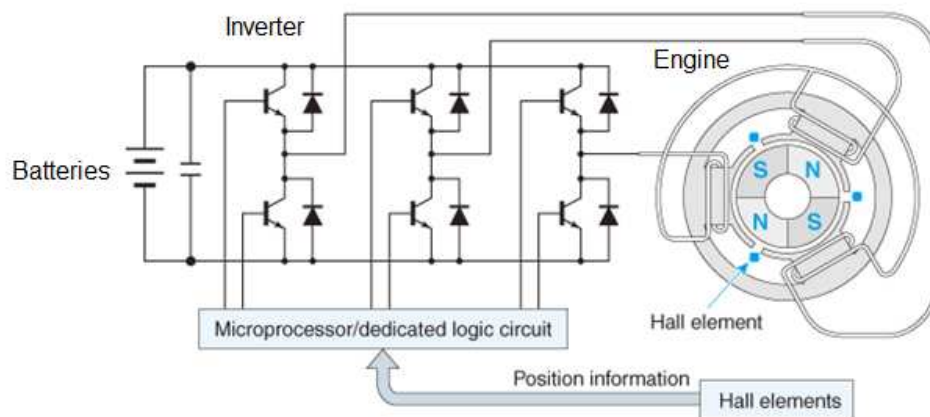 Inverter
Engine
Batteries
S N
N S
Hall element
Microprocessor/dedicated logic circuit
Position information
Hall elements